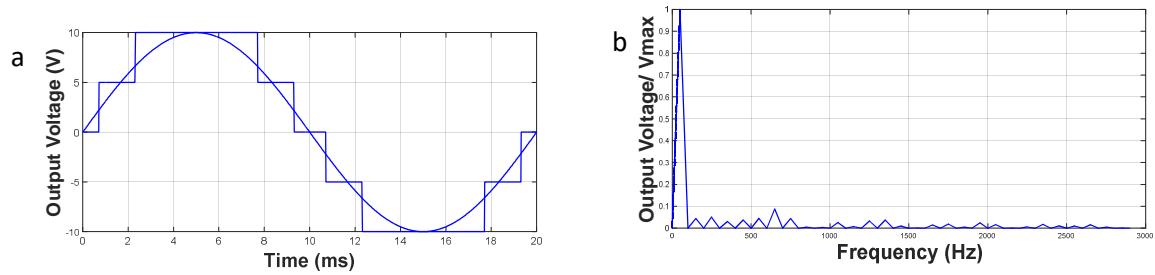 a
Output Voltage (V)
10
5
0
-5
-10
0 2 4 6 8 10 12 14 16 18 20
Time (ms)
b
Output Voltage/ Vmax
1
0.9
0.8
0.7
0.6
0.5
0.4
0.3
0.2
0.1
0
0 500 1000 1500 2000 2500 3000
Frequency (Hz)